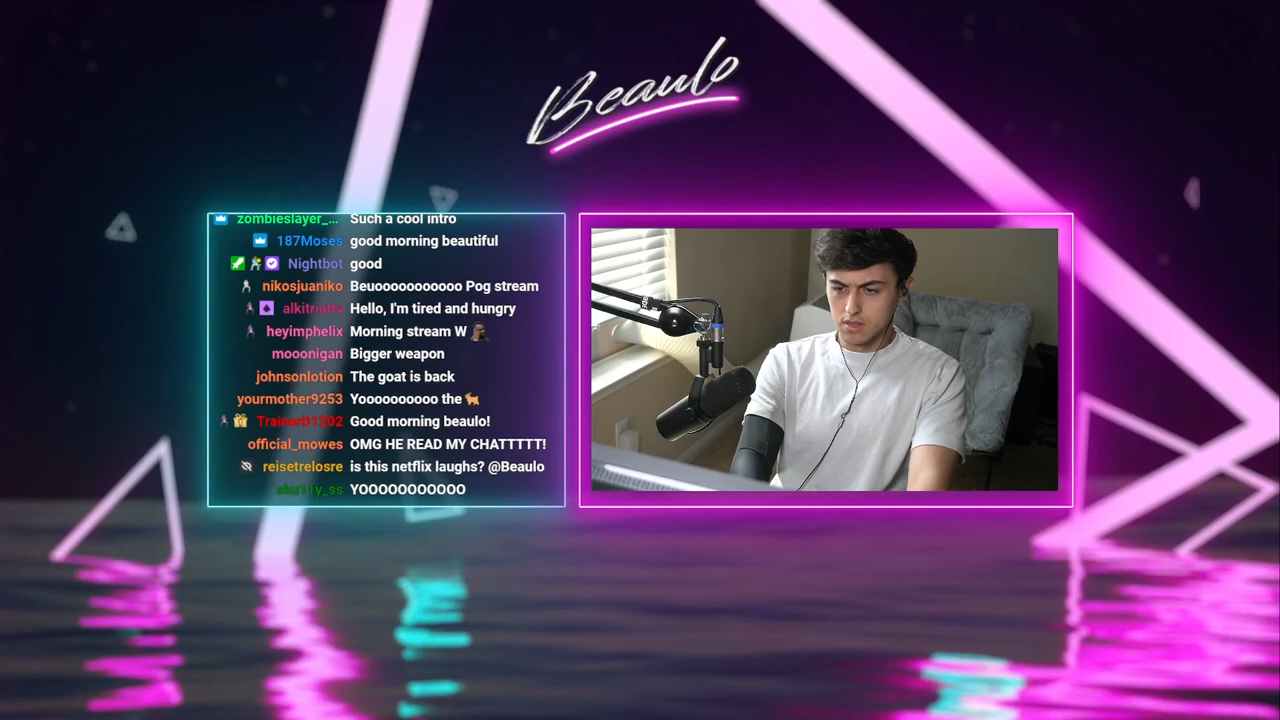 Beaulo
zombieslayer_... Such a cool intro
187Moses good morning beautiful
Nightbot good
nikosjuaniko Beuooooooooooo Pog stream
alkitriatty Hello, I'm tired and hungry
heyimphelix Morning stream W
mooonigan Bigger weapon
johnsonlotion The goat is back
yourmother9253 Yoooooooooo the
TrainerD1202 Good morning beaulo!
official_mowes OMG HE READ MY CHATTTTT!
reisetrelosre is this netflix laughs? @Beaulo
YOOOOOOOOOOO